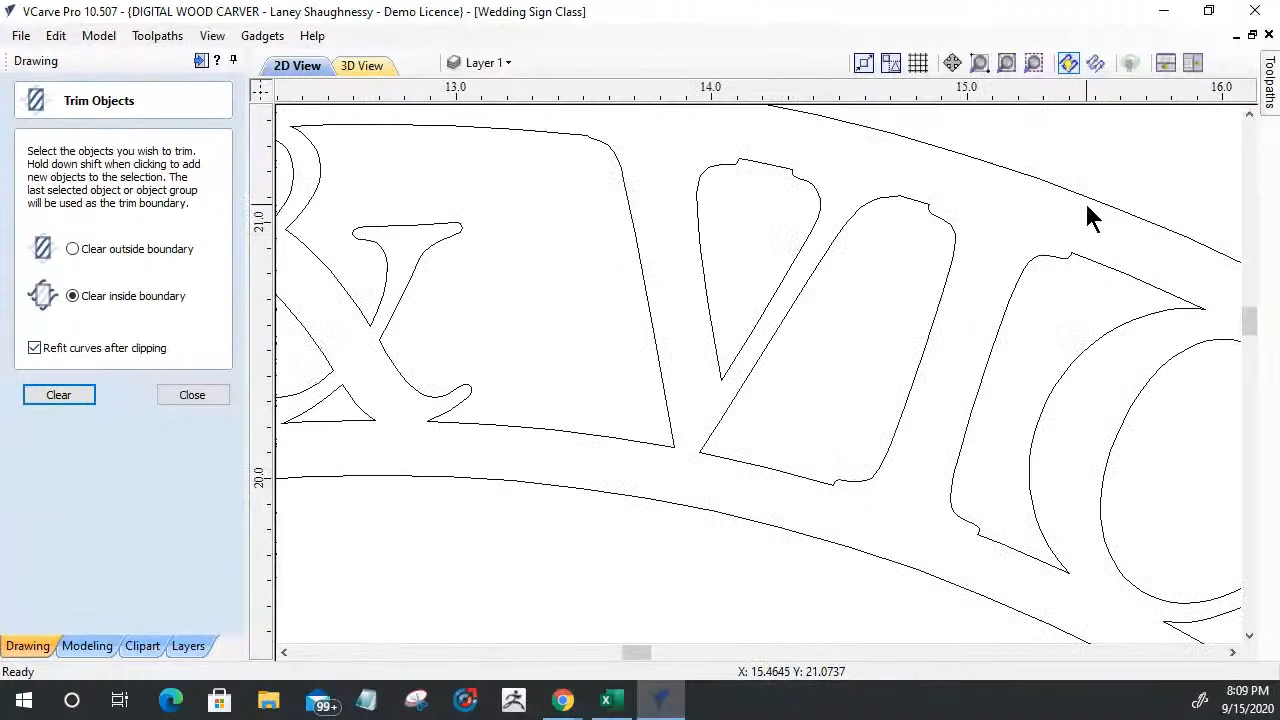 VCarve Pro 10.507 - {DIGITAL WOOD CARVER - Laney Shaughnessy - Demo Licence} - [Wedding Sign Class]
File Edit Model Toolpaths View Gadgets Help
Drawing
2D View 3D View Layer 1
Trim Objects
13.0 14.0 15.0 16.0
21.0
20.0
Select the objects you wish to trim.
Hold down shift when clicking to add
new objects to the selection. The
last selected object or object group
will be used as the trim boundary.
Clear outside boundary
Clear inside boundary
Refit curves after clipping
Clear Close
Toolpaths
Drawing Modeling Clipart Layers
Ready
X: 15.4645 Y: 21.0737
99+
8:09 PM
9/15/2020